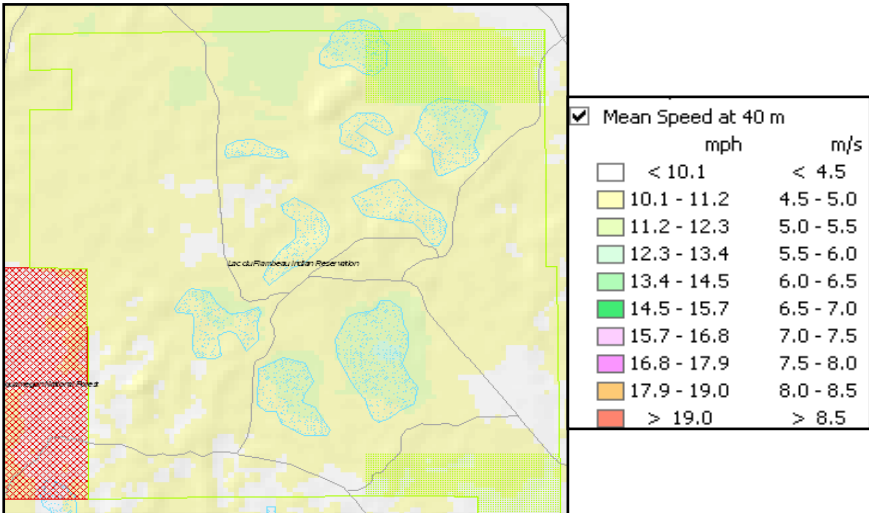 Mean Speed at 40 m
mph m/s
< 10.1 < 4.5
10.1 - 11.2 4.5 - 5.0
11.2 - 12.3 5.0 - 5.5
12.3 - 13.4 5.5 - 6.0
13.4 - 14.5 6.0 - 6.5
14.5 - 15.7 6.5 - 7.0
15.7 - 16.8 7.0 - 7.5
16.8 - 17.9 7.5 - 8.0
17.9 - 19.0 8.0 - 8.5
> 19.0 > 8.5
Lac du Flambeau Indian Reservation
National Forest